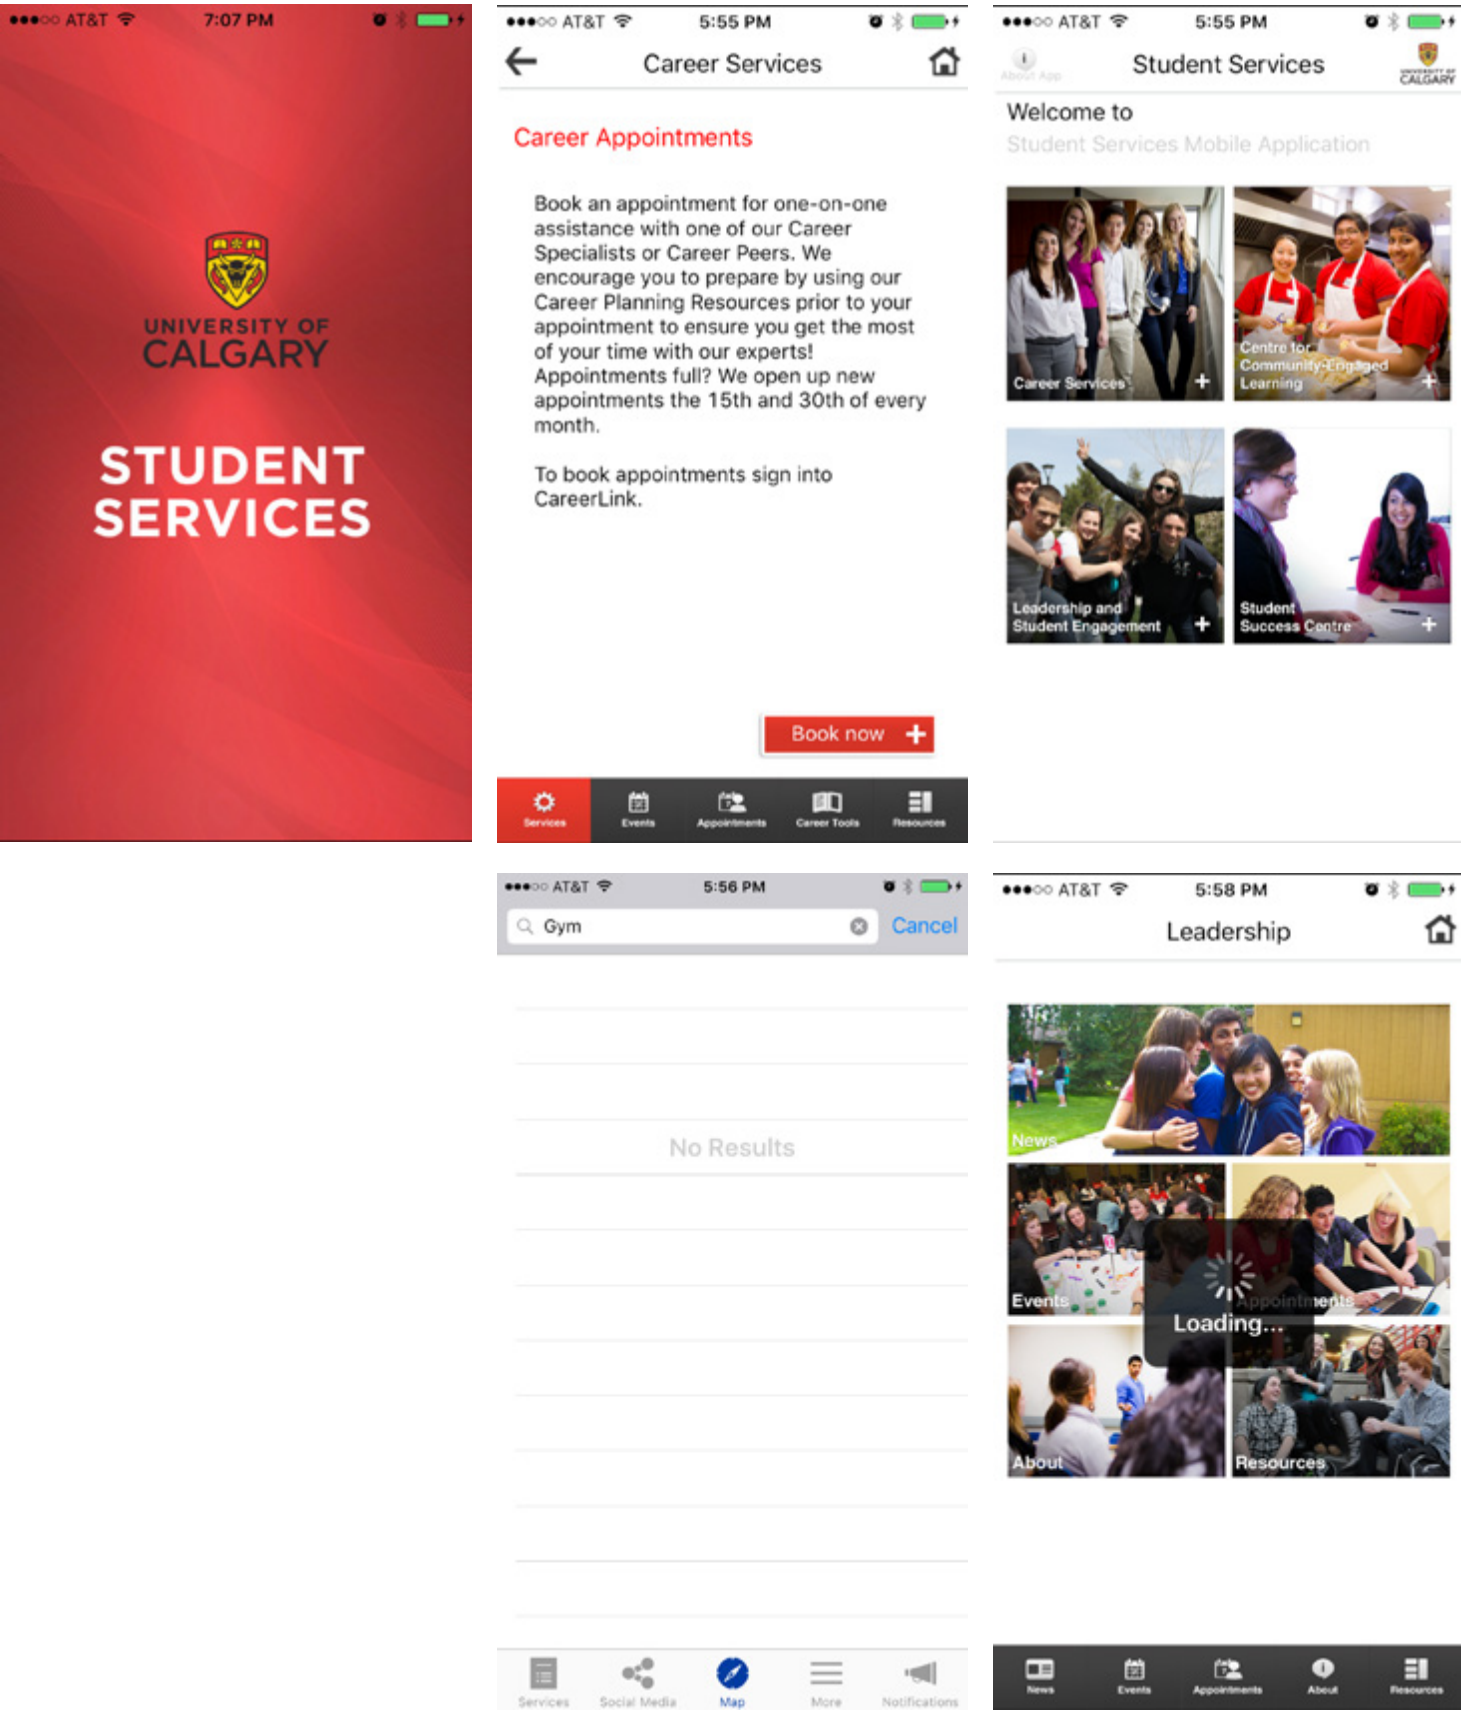 AT&T 7:07 PM
UNIVERSITY OF
CALGARY
STUDENT
SERVICES
AT&T 5:55 PM
Career Services
Career Appointments
Book an appointment for one-on-one
assistance with one of our Career
Specialists or Career Peers. We
encourage you to prepare by using our
Career Planning Resources prior to your
appointment to ensure you get the most
of your time with our experts!
Appointments full? We open up new
appointments the 15th and 30th of every
month.
To book appointments sign into
CareerLink.
Book now +
Services Events Appointments Career Tools Resources
AT&T 5:55 PM
About App Student Services
UNIVERSITY OF
CALGARY
Welcome to
Student Services Mobile Application
Career Services +
Centre for
Community-Engaged
Learning +
Leadership and
Student Engagement +
Student
Success Centre +
AT&T 5:56 PM
Gym Cancel
No Results
Services Social Media Map More Notifications
AT&T 5:58 PM
Leadership
News
Events
Appointments
Loading...
About
Resources
News Events Appointments About Resources